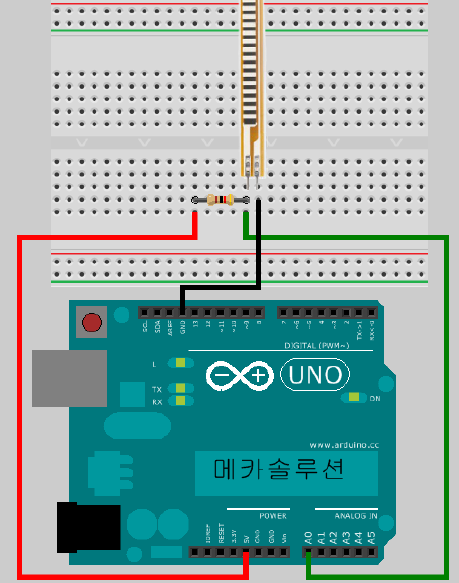 SCL SDA AREF GND 13 12 ~11 ~10 ~9 8 7 ~6 ~5 4 ~3 2 TX→1 RX←0
DIGITAL (PWM~)
L
TX
RX
UNO
ON
www.arduino.cc
메카솔루션
POWER ANALOG IN
IOREF RESET 3.3V 5V GND GND Vin A0 A1 A2 A3 A4 A5